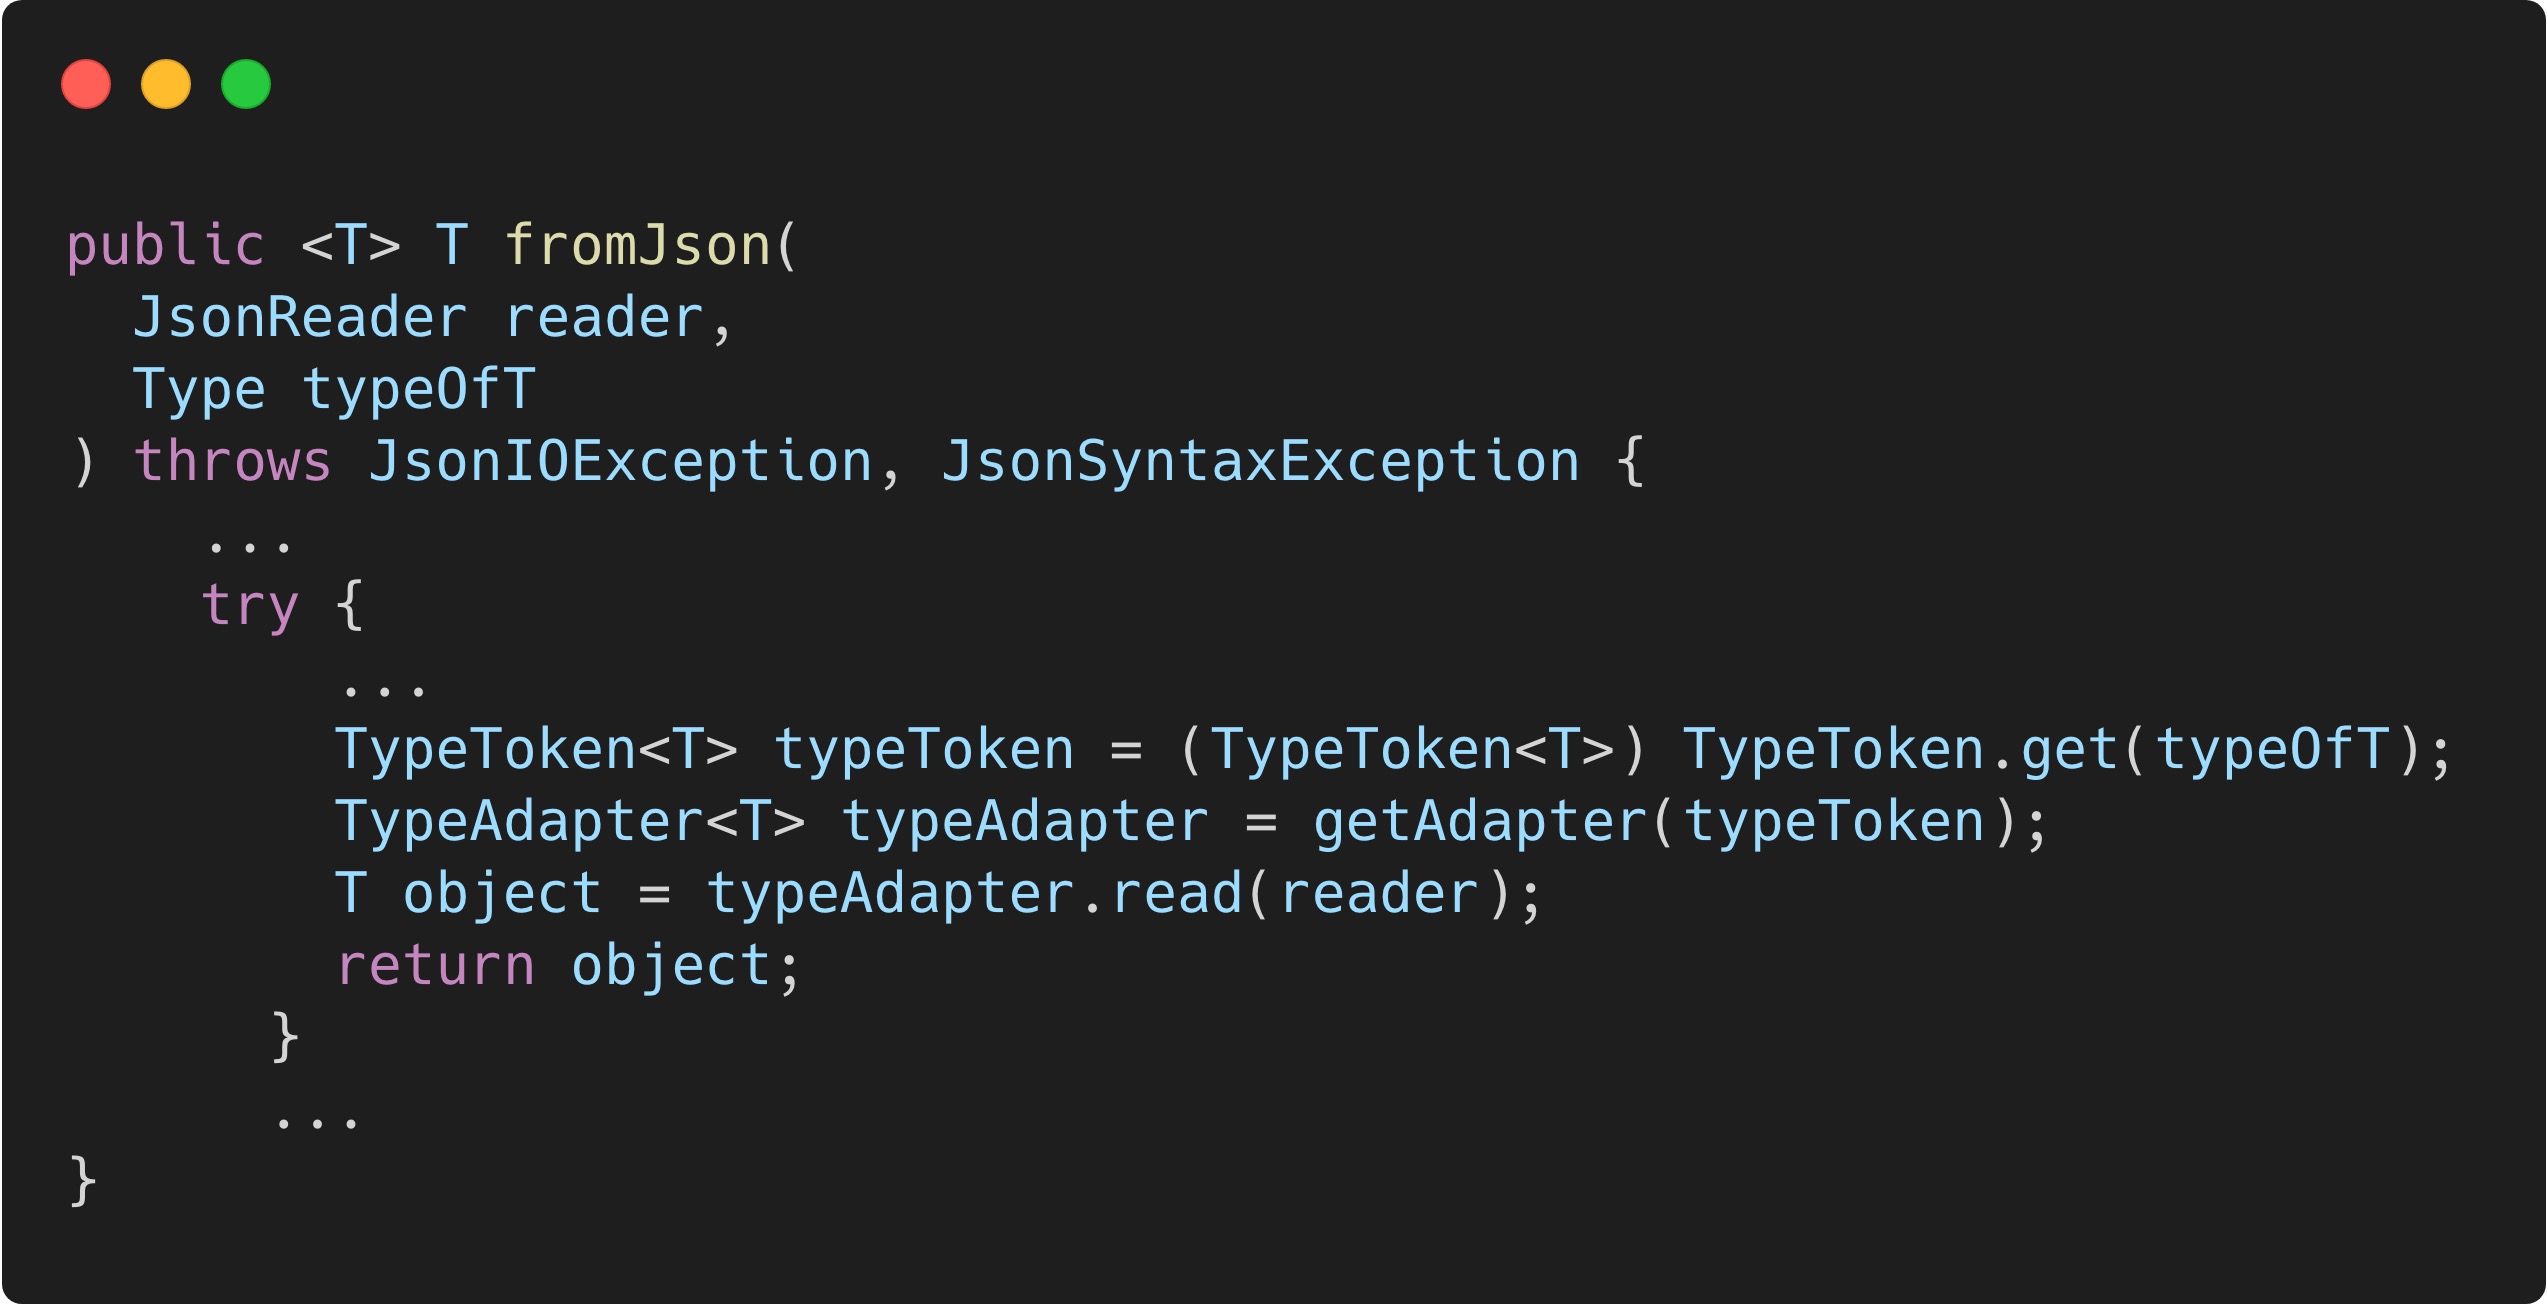 public <T> T fromJson(
  JsonReader reader,
  Type typeOfT
) throws JsonIOException, JsonSyntaxException {
    ...
    try {
        ...
        TypeToken<T> typeToken = (TypeToken<T>) TypeToken.get(typeOfT);
        TypeAdapter<T> typeAdapter = getAdapter(typeToken);
        T object = typeAdapter.read(reader);
        return object;
      }
      ...
}